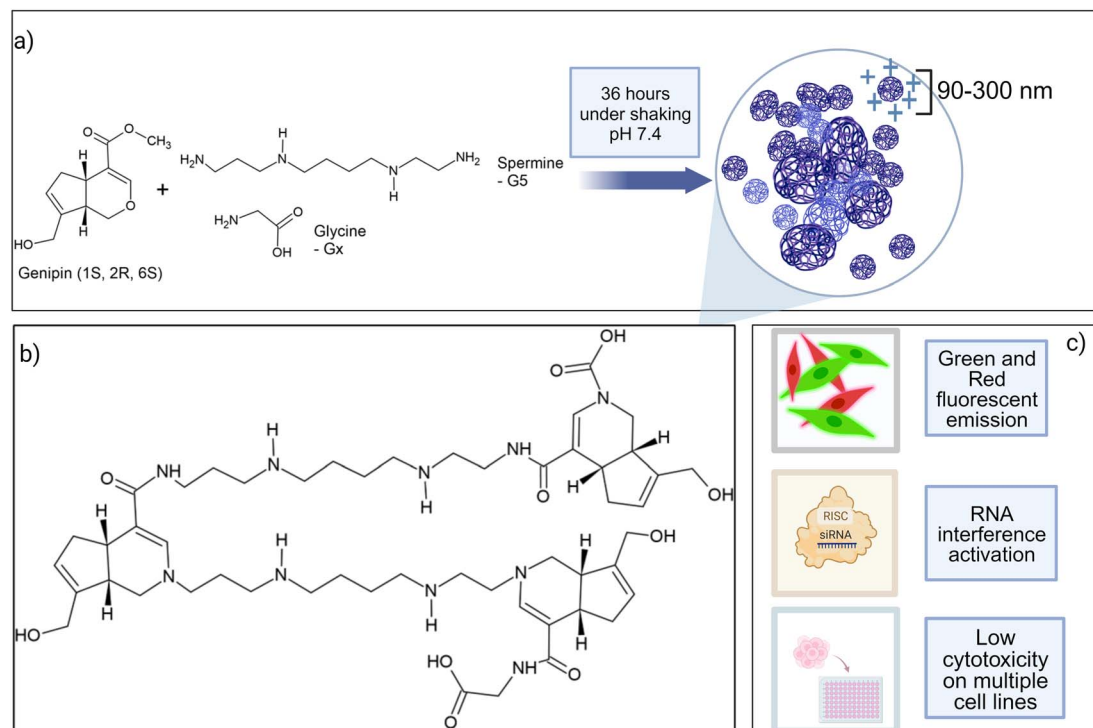 a)
O
O
CH₃
H
O
H
HO
Genipin (1S, 2R, 6S)
+
H₂N
H
N
N
H
NH₂
Spermine
- G5
H₂N
O
OH
Glycine
- Gx
36 hours
under shaking
pH 7.4
90-300 nm
b)
OH
O
N
H
H
OH
H
N
NH
O
NH
N
H
O
H
H
N
H
N
N
H
N
H
H
OH
HO
O
NH
HO
O
c)
Green and
Red
fluorescent
emission
RISC
siRNA
RNA
interference
activation
Low
cytotoxicity
on multiple
cell lines